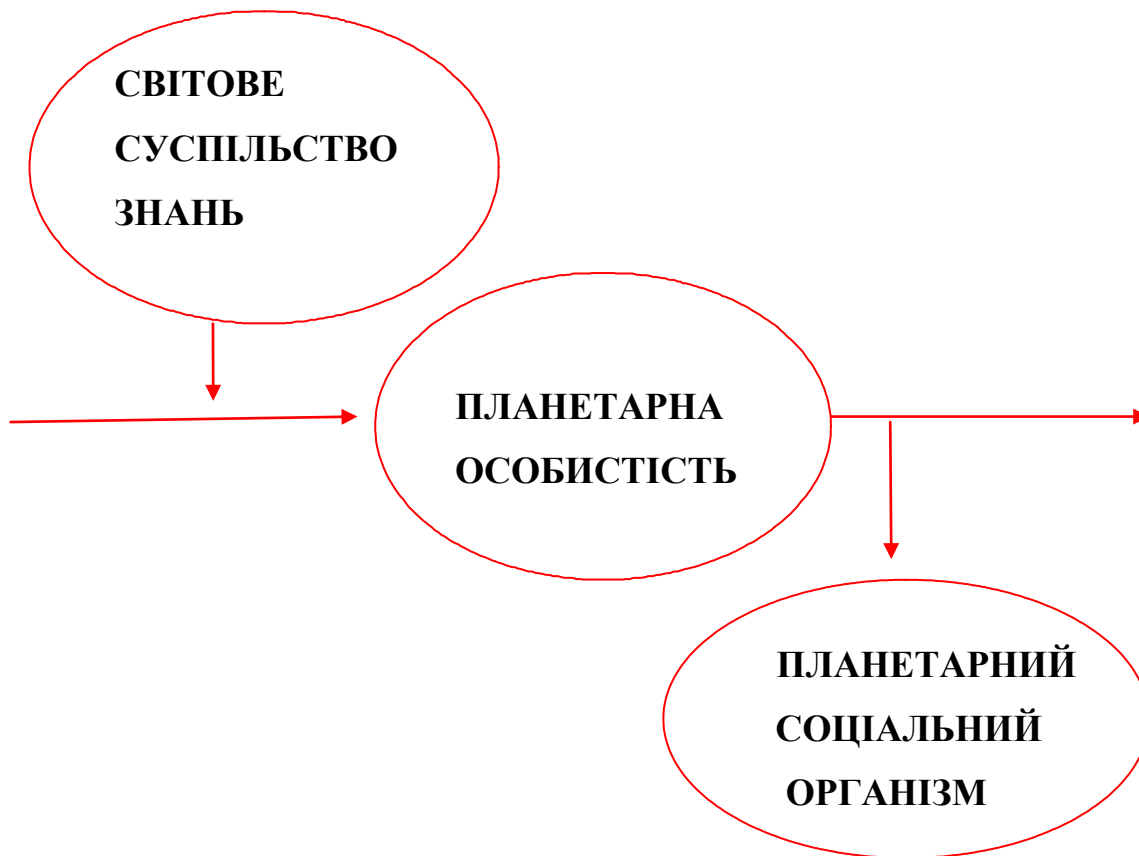 СВІТОВЕ
СУСПІЛЬСТВО
ЗНАНЬ
ПЛАНЕТАРНА
ОСОБИСТІСТЬ
ПЛАНЕТАРНИЙ
СОЦІАЛЬНИЙ
ОРГАНІЗМ